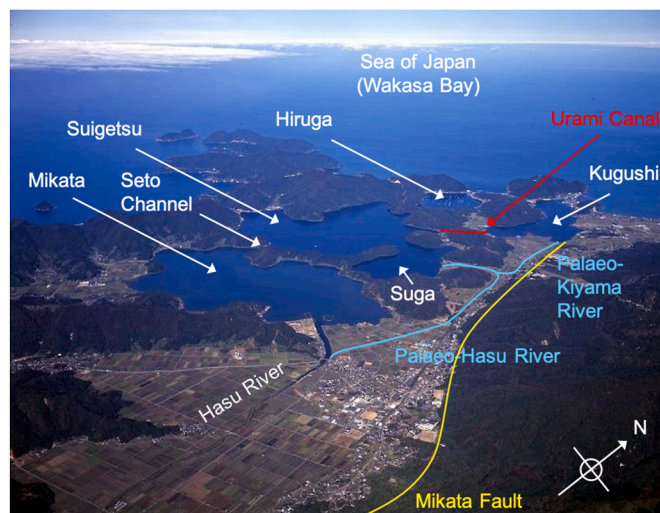 Sea of Japan
(Wakasa Bay)
Hiruga
Urami Canal
Suigetsu
Kugushi
Mikata
Seto
Channel
Suga
Palaeo-
Kiyama
River
Palaeo-Hasu River
Hasu River
N
Mikata Fault